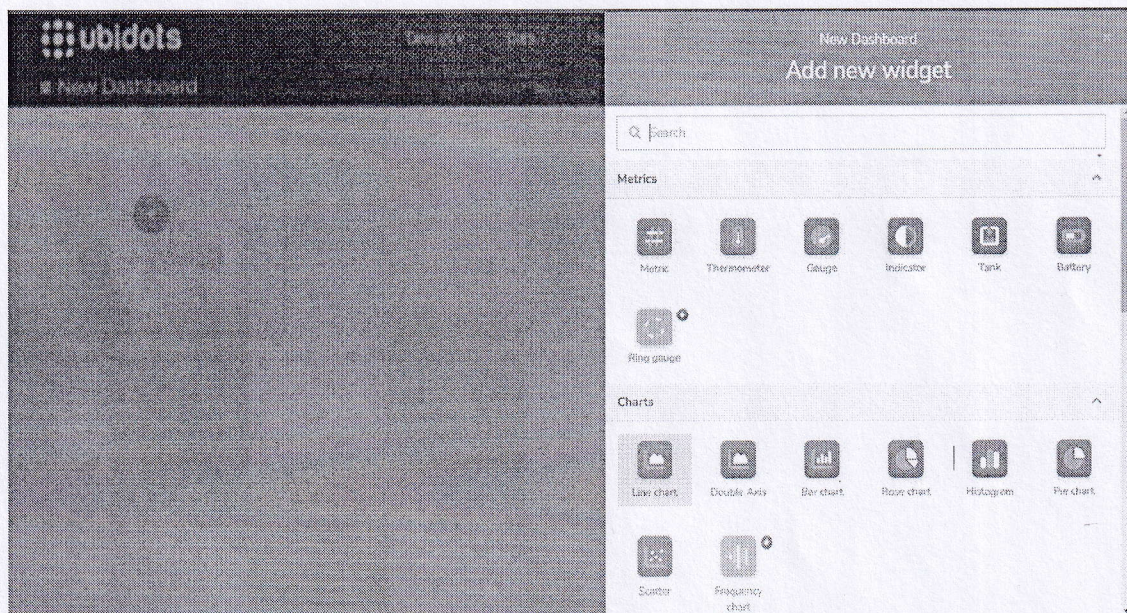 ubidots
New Dashboard
New Dashboard
Add new widget
Search
Metrics
Metric
Thermometer
Gauge
Indicator
Tank
Battery
Ring gauge
Charts
Line chart
Double Axis
Bar chart
Rose chart
Histogram
Pie chart
Scatter
Frequency
chart